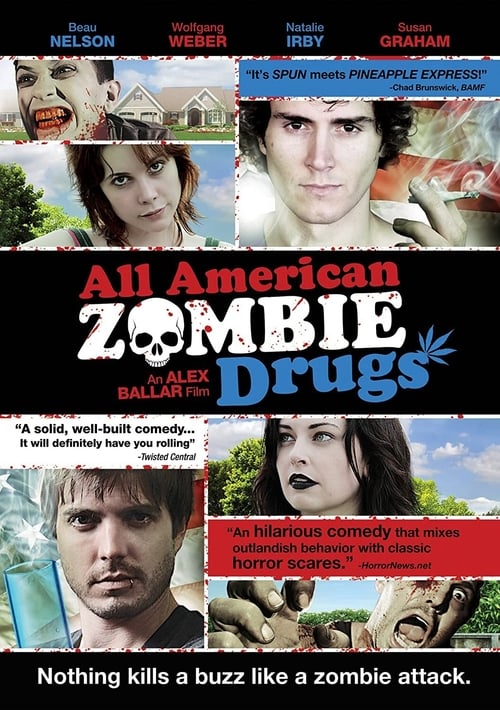 Beau Wolfgang Natalie Susan
NELSON WEBER IRBY GRAHAM
“It’s SPUN meets PINEAPPLE EXPRESS!”
-Chad Brunswick, BAMF
All American
ZOMBIE
Drugs
An ALEX
BALLAR Film
“A solid, well-built comedy...
It will definitely have you rolling”
-Twisted Central
“An hilarious comedy that mixes
outlandish behavior with classic
horror scares.” -HorrorNews.net
Nothing kills a buzz like a zombie attack.